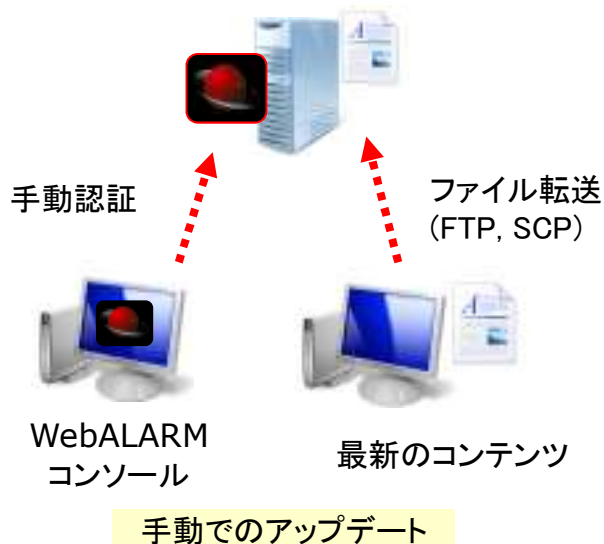 手動認証
ファイル転送
(FTP, SCP)
WebALARM
コンソール
最新のコンテンツ
手動でのアップデート